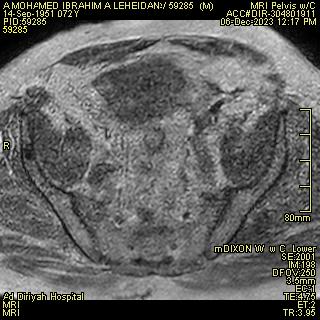 A MOHAMED IBRAHIM A LEHEIDAN:/ 59285 (M)
MRI Pelvis w/C
14-Sep-1951 072Y
ACC#DIR-304801911
PID:59285
06-Dec-2023 12:17 PM
59285
R
80mm
mDIXON W w C Lower
SE:2001
IM:198
DFOV:250
3.5mm
EC:1
Ad Diriyah Hospital
TE:4.75
MRI
ET:2
MRI
TR:3.95